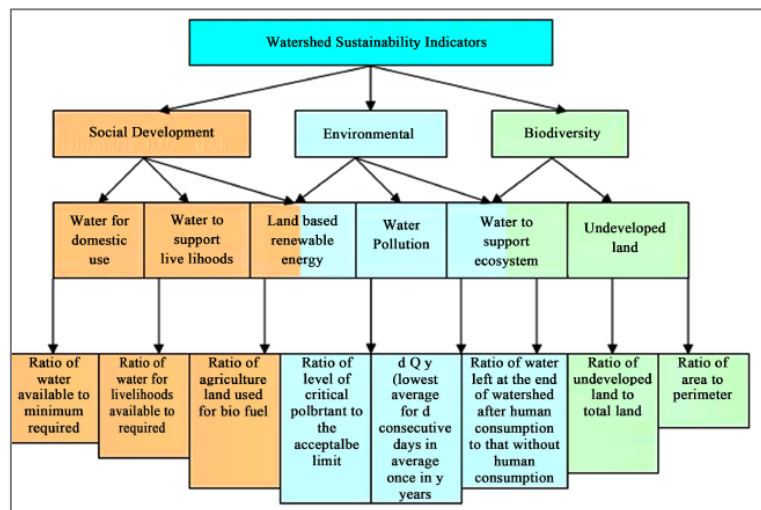 Watershed Sustainability Indicators
Social Development
Environmental
Biodiversity
Water for
domestic
use
Water to
support
live lihoods
Land based
renewable
energy
Water
Pollution
Water to
support
ecosystem
Undeveloped
land
Ratio of
water
available to
minimum
required
Ratio of
water for
livelihoods
available to
required
Ratio of
agriculture
land used
for bio fuel
Ratio of
level of
critical
polbrtant to
the
acceptalbe
limit
d Q y
(lowest
average
for d
consecutive
days in
average
once in y
years
Ratio of water
left at the end
of watershed
after human
consumption
to that without
human
consumption
Ratio of
undeveloped
land to
total land
Ratio of
area to
perimeter